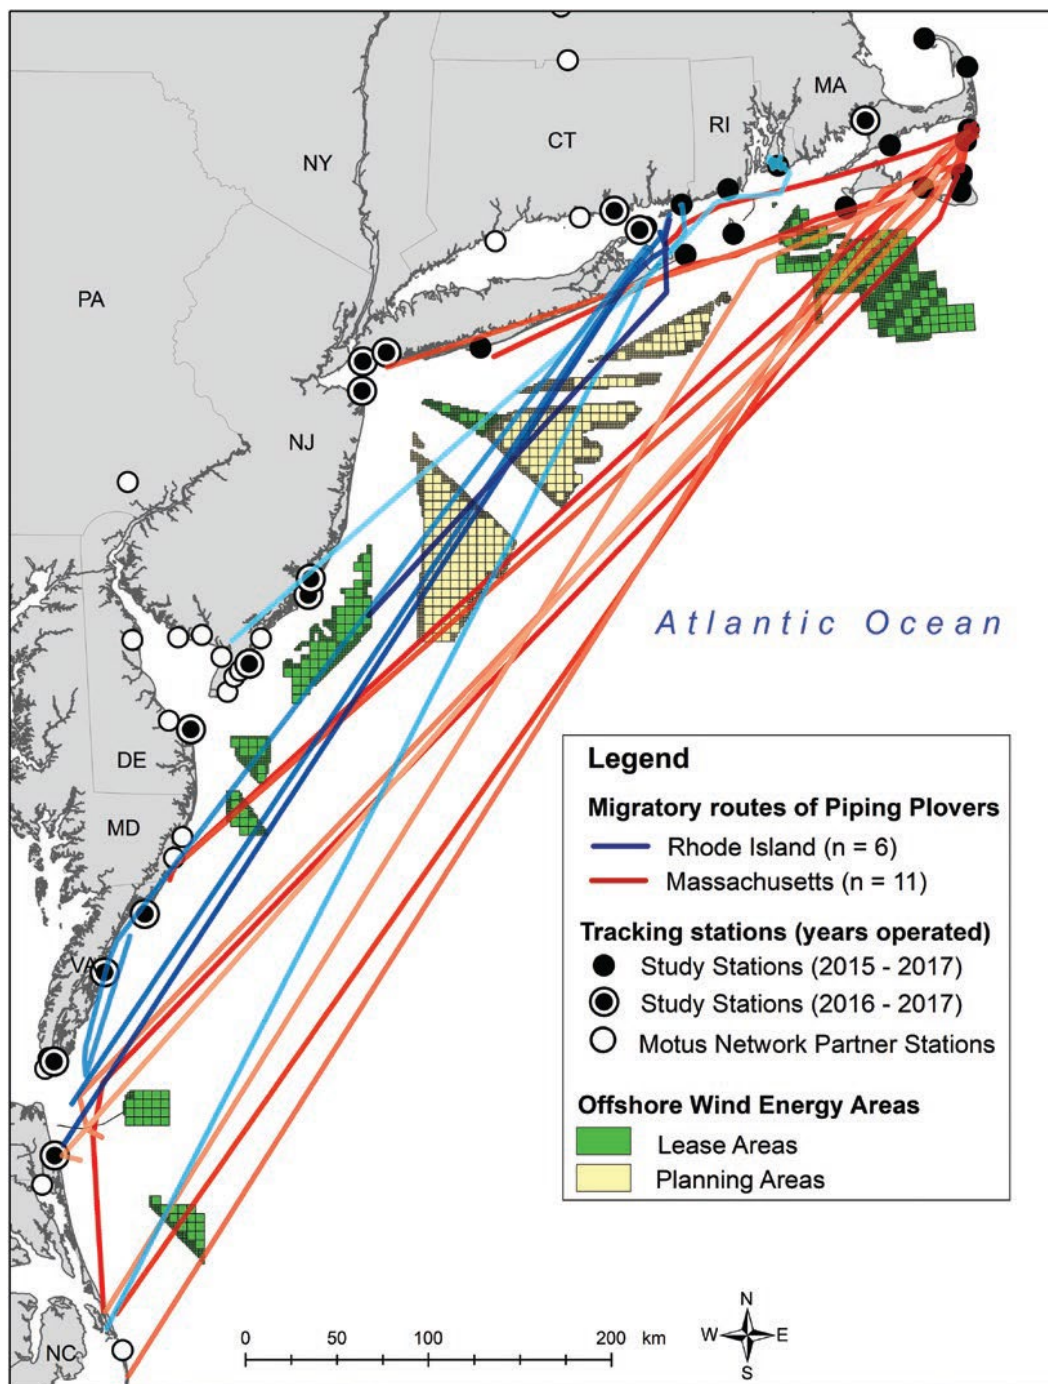 MA
RI
CT
NY
PA
NJ
Atlantic Ocean
DE
MD
VA
NC
Legend
Migratory routes of Piping Plovers
Rhode Island (n = 6)
Massachusetts (n = 11)
Tracking stations (years operated)
Study Stations (2015 - 2017)
Study Stations (2016 - 2017)
Motus Network Partner Stations
Offshore Wind Energy Areas
Lease Areas
Planning Areas
0 50 100 200 km
N
W E
S